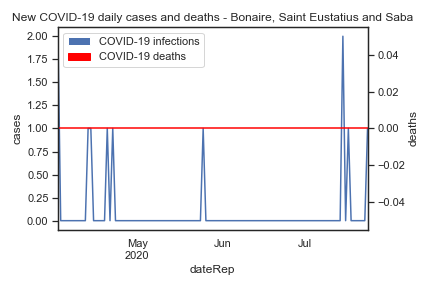 New COVID-19 daily cases and deaths - Bonaire, Saint Eustatius and Saba
COVID-19 infections
COVID-19 deaths
2.00
1.75
1.50
1.25
1.00
0.75
0.50
0.25
0.00
cases
0.04
0.02
0.00
−0.02
−0.04
deaths
May
2020
Jun
Jul
dateRep